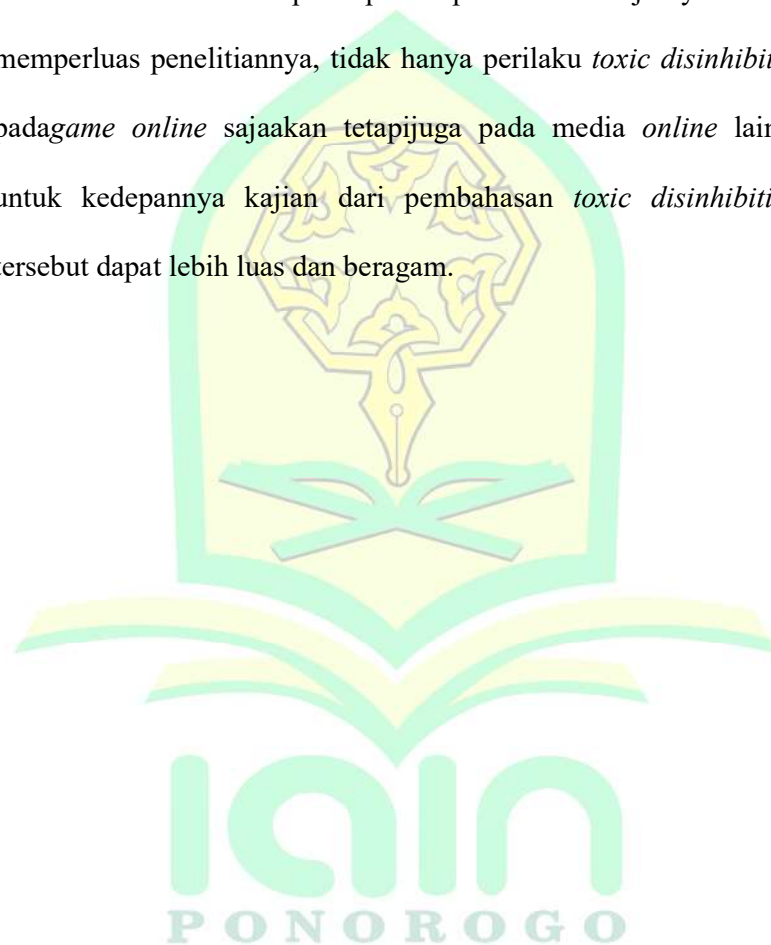 memperluas penelitiannya, tidak hanya perilaku toxic disinhibit
padagame online sajaakan tetapijuga pada media online lain
untuk kedepannya kajian dari pembahasan toxic disinhibiti
tersebut dapat lebih luas dan beragam.
iain
PONOROGO